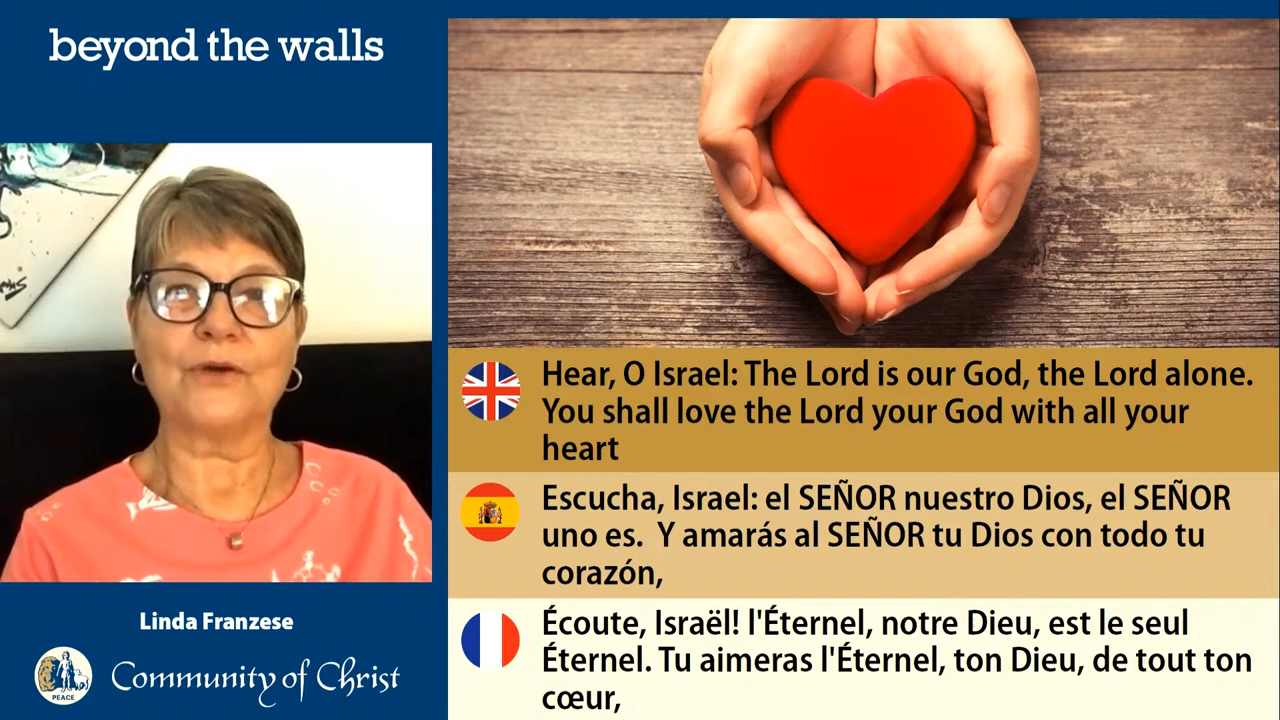 beyond the walls
Hear, O Israel: The Lord is our God, the Lord alone.
You shall love the Lord your God with all your
heart
Escucha, Israel: el SEÑOR nuestro Dios, el SEÑOR
uno es.  Y amarás al SEÑOR tu Dios con todo tu
corazón,
Écoute, Israël! l'Éternel, notre Dieu, est le seul
Éternel. Tu aimeras l'Éternel, ton Dieu, de tout ton
cœur,
Linda Franzese
PEACE
Community of Christ